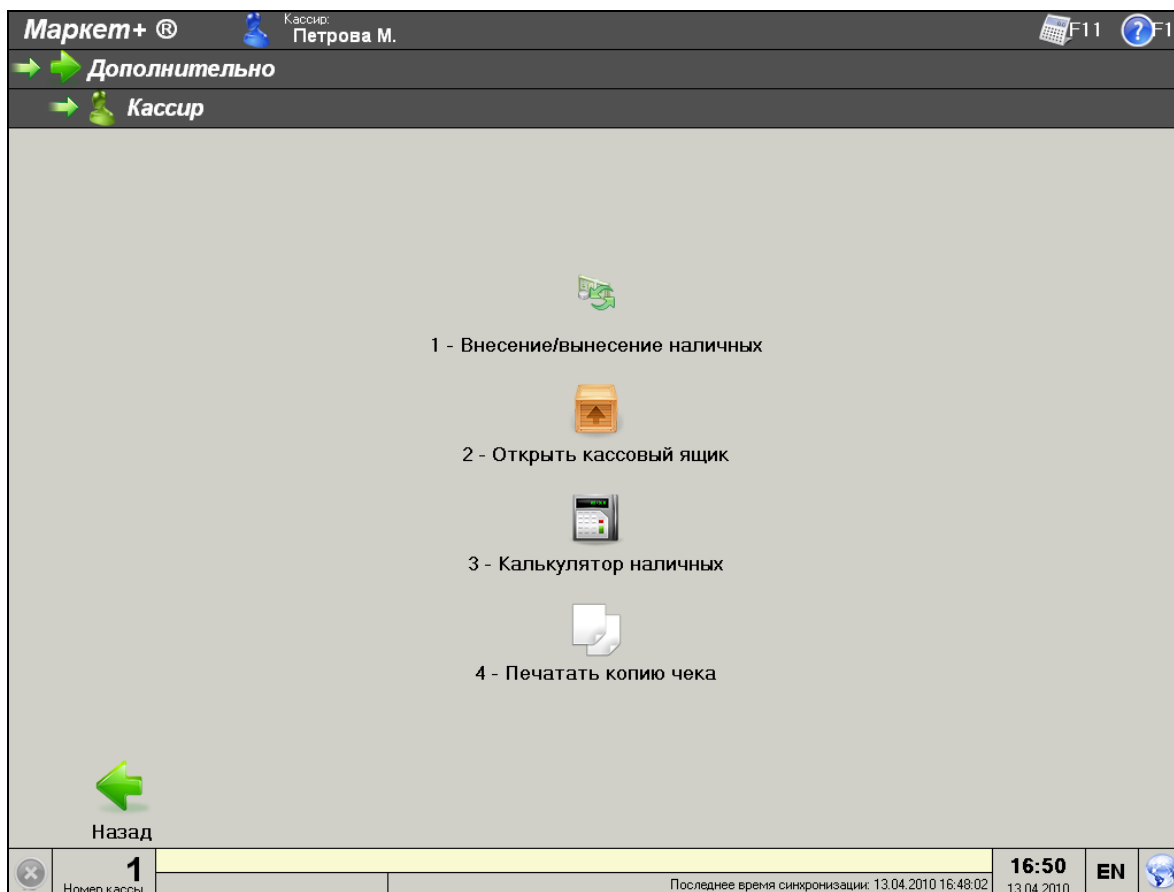 Маркет+ ®
Кассир:
Петрова М.
F11
F1
Дополнительно
Кассир
1 - Внесение/вынесение наличных
2 - Открыть кассовый ящик
3 - Калькулятор наличных
4 - Печатать копию чека
Назад
1
Номер кассы
Последнее время синхронизации: 13.04.2010 16:48:02
16:50
13.04.2010
EN